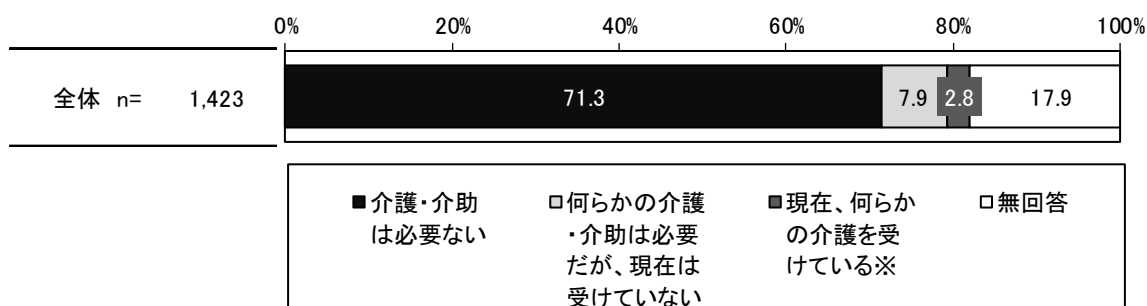 0% 20% 40% 60% 80% 100%
全体 n= 1,423 71.3 7.9 2.8 17.9
■介護・介助
は必要ない
□何らかの介護
・介助は必要
だが、現在は
受けていない
■現在、何らか
の介護を受
けている※
□無回答